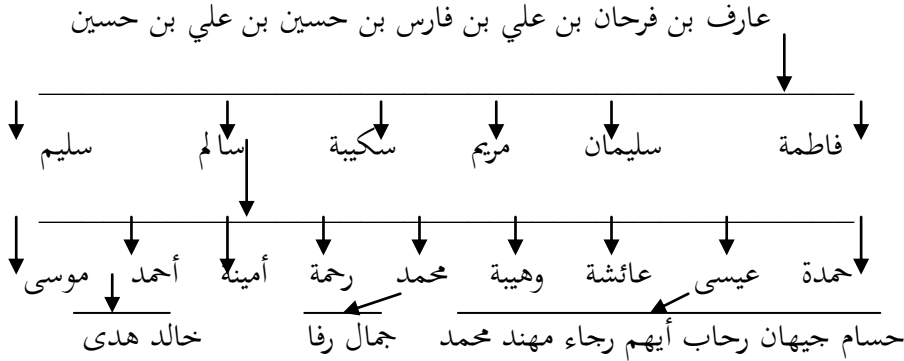 عارف بن فرحان بن علي بن فارس بن حسين بن علي بن حسين
فاطمة سليمان مريم سكيبة سالم سليم
حمدة عيسى عائشة وهيبة محمد رحمة أمينة أحمد موسى
حسام جيهان رحاب أيهم رجاء مهند محمد جمال رفا خالد هدى